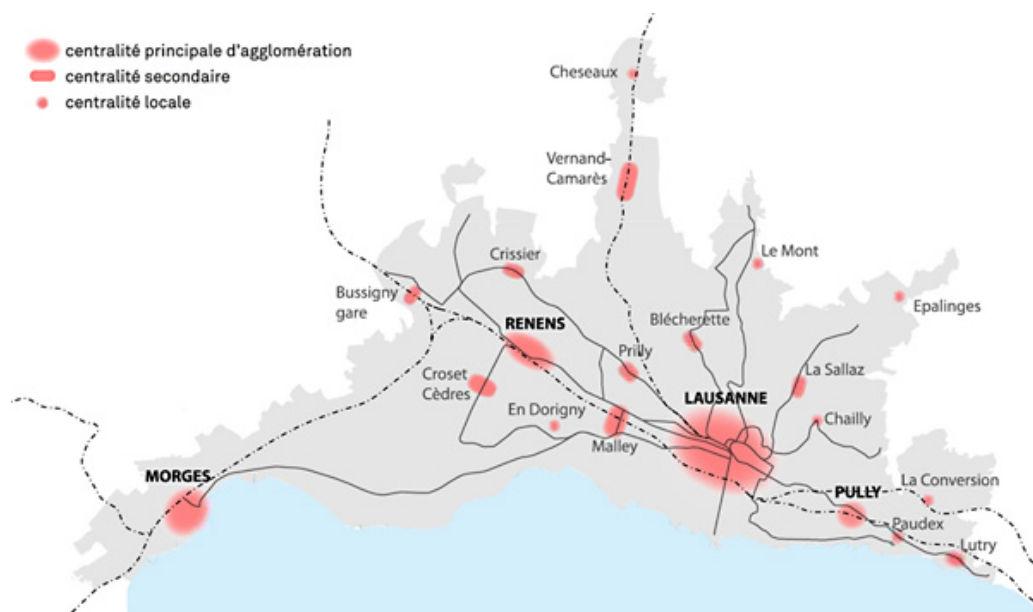 centralité principale d'agglomération
centralité secondaire
centralité locale
Cheseaux
Vernand-
Camarès
Le Mont
Crissier
Bussigny
gare
Epalinges
RENENS
Blécherette
Prilly
La Sallaz
Croset
Cèdres
LAUSANNE
En Dorigny
Chailly
Malley
MORGES
La Conversion
PULLY
Paudex
Lutry